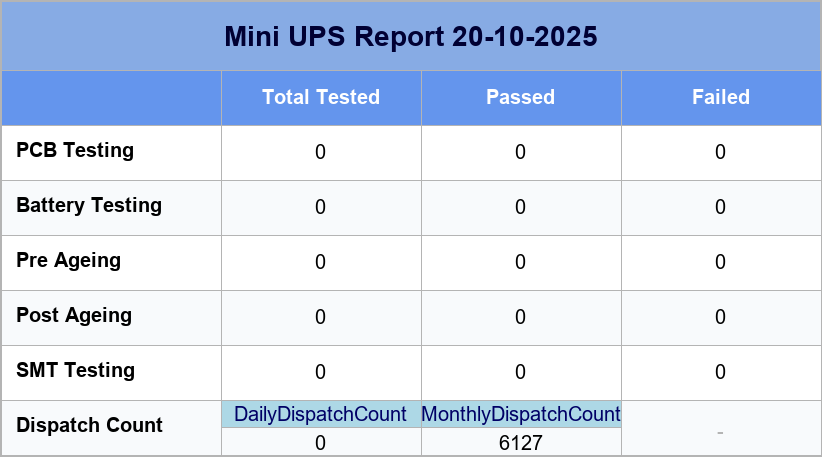 Mini UPS Report 20-10-2025
Total Tested Passed Failed
PCB Testing 0 0 0
Battery Testing 0 0 0
Pre Ageing 0 0 0
Post Ageing 0 0 0
SMT Testing 0 0 0
DailyDispatchCount MonthlyDispatchCount
Dispatch Count -
0 6127